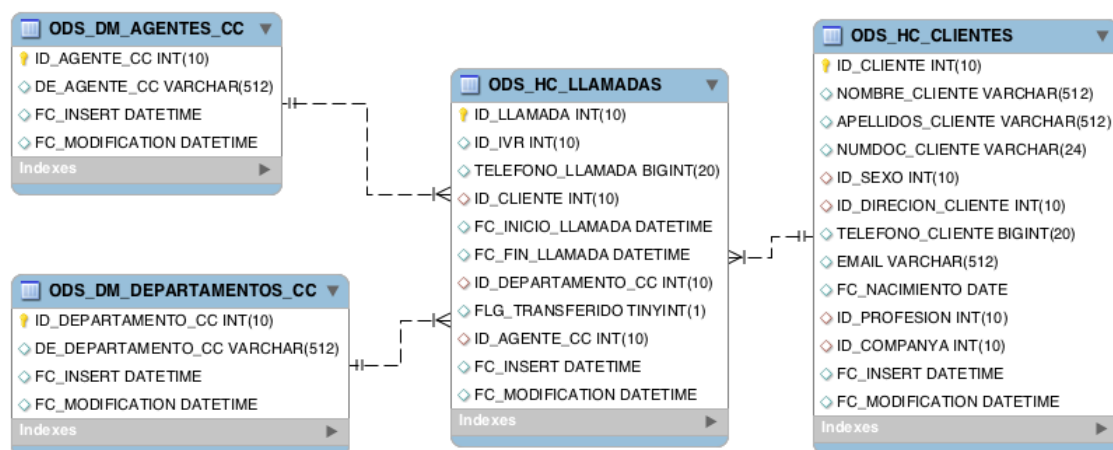 ODS_DM_AGENTES_CC
ID_AGENTE_CC INT(10)
DE_AGENTE_CC VARCHAR(512)
FC_INSERT DATETIME
FC_MODIFICATION DATETIME
Indexes
ODS_DM_DEPARTAMENTOS_CC
ID_DEPARTAMENTO_CC INT(10)
DE_DEPARTAMENTO_CC VARCHAR(512)
FC_INSERT DATETIME
FC_MODIFICATION DATETIME
Indexes
ODS_HC_LLAMADAS
ID_LLAMADA INT(10)
ID_IVR INT(10)
TELEFONO_LLAMADA BIGINT(20)
ID_CLIENTE INT(10)
FC_INICIO_LLAMADA DATETIME
FC_FIN_LLAMADA DATETIME
ID_DEPARTAMENTO_CC INT(10)
FLG_TRANSFERIDO TINYINT(1)
ID_AGENTE_CC INT(10)
FC_INSERT DATETIME
FC_MODIFICATION DATETIME
Indexes
ODS_HC_CLIENTES
ID_CLIENTE INT(10)
NOMBRE_CLIENTE VARCHAR(512)
APELLIDOS_CLIENTE VARCHAR(512)
NUMDOC_CLIENTE VARCHAR(24)
ID_SEXO INT(10)
ID_DIRECION_CLIENTE INT(10)
TELEFONO_CLIENTE BIGINT(20)
EMAIL VARCHAR(512)
FC_NACIMIENTO DATE
ID_PROFESION INT(10)
ID_COMPANYA INT(10)
FC_INSERT DATETIME
FC_MODIFICATION DATETIME
Indexes